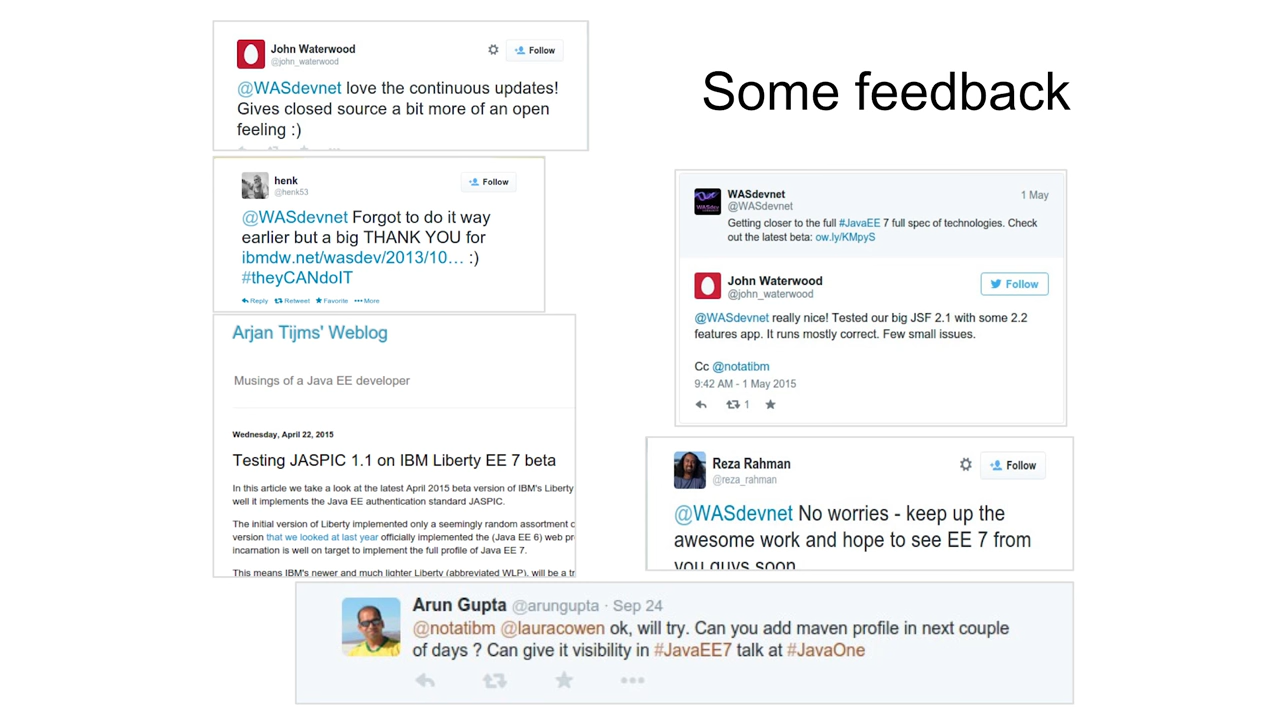 John Waterwood
@john_waterwood
Follow
@WASdevnet love the continuous updates!
Gives closed source a bit more of an open
feeling :)
Some feedback
henk
@henk53
Follow
@WASdevnet Forgot to do it way
earlier but a big THANK YOU for
ibmdw.net/wasdev/2013/10… :)
#theyCANdoIT
Reply Retweet Favorite More
WASdevnet
@WASdevnet
1 May
Getting closer to the full #JavaEE 7 full spec of technologies. Check
out the latest beta: ow.ly/KMpyS
John Waterwood
@john_waterwood
Follow
@WASdevnet really nice! Tested our big JSF 2.1 with some 2.2
features app. It runs mostly correct. Few small issues.
Cc @notatibm
9:42 AM - 1 May 2015
1
Arjan Tijms' Weblog
Musings of a Java EE developer
Wednesday, April 22, 2015
Testing JASPIC 1.1 on IBM Liberty EE 7 beta
In this article we take a look at the latest April 2015 beta version of IBM's Liberty
well it implements the Java EE authentication standard JASPIC.
The initial version of Liberty implemented only a seemingly random assortment
version that we looked at last year officially implemented the (Java EE 6) web
incarnation is well on target to implement the full profile of Java EE 7.
This means IBM's newer and much lighter Liberty (abbreviated WLP), will be a
Reza Rahman
@reza_rahman
Follow
@WASdevnet No worries - keep up the
awesome work and hope to see EE 7 from
you guys soon
Arun Gupta @arungupta · Sep 24
@notatibm @lauracowen ok, will try. Can you add maven profile in next couple
of days ? Can give it visibility in #JavaEE7 talk at #JavaOne